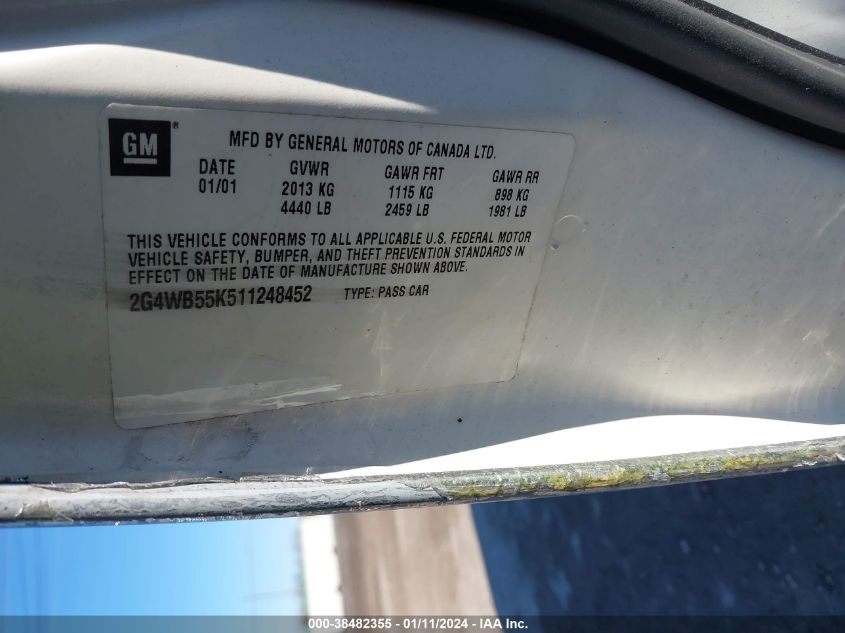 GM ®
MFD BY GENERAL MOTORS OF CANADA LTD.
DATE GVWR GAWR FRT GAWR RR
01/01 2013 KG 1115 KG 898 KG
4440 LB 2459 LB 1981 LB
THIS VEHICLE CONFORMS TO ALL APPLICABLE U.S. FEDERAL MOTOR
VEHICLE SAFETY, BUMPER, AND THEFT PREVENTION STANDARDS IN
EFFECT ON THE DATE OF MANUFACTURE SHOWN ABOVE.
2G4WB55K511248452 TYPE: PASS CAR
000-38482355 - 01/11/2024 - IAA Inc.